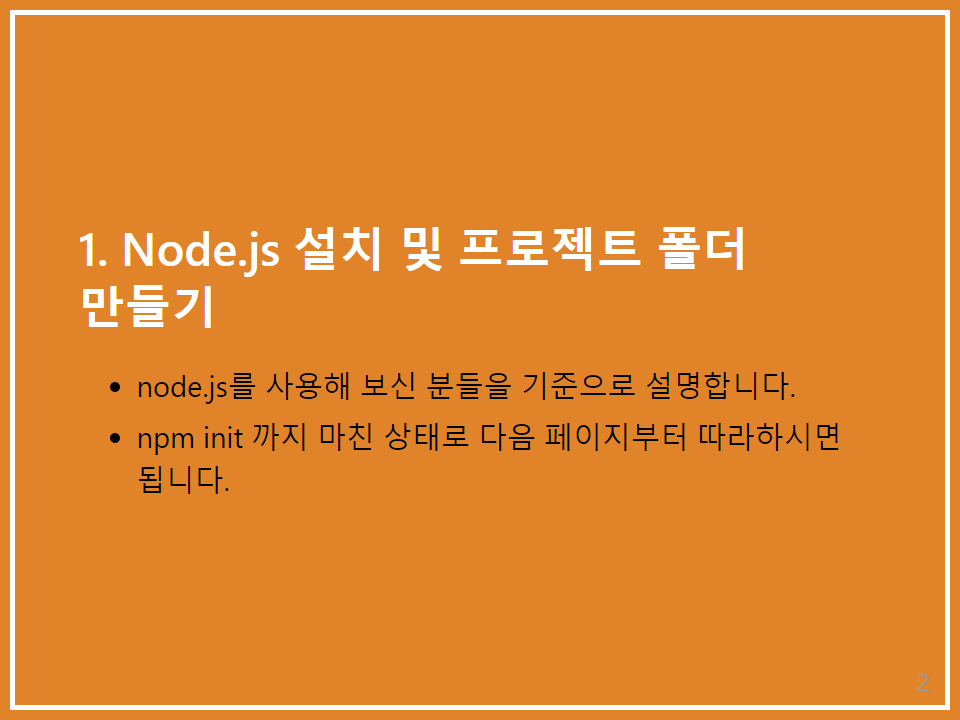 1. Node.js 설치 및 프로젝트 폴더
만들기
• node.js를 사용해 보신 분들을 기준으로 설명합니다.
• npm init 까지 마친 상태로 다음 페이지부터 따라하시면
됩니다.
2